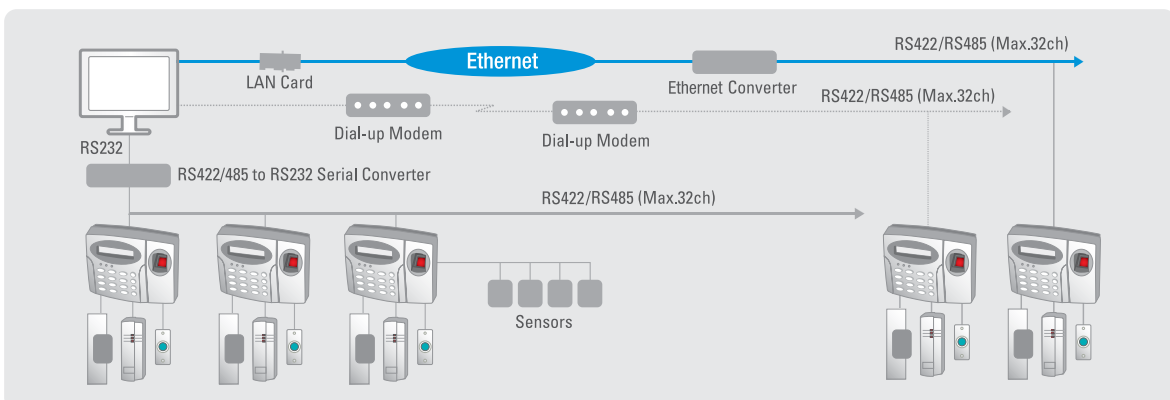 RS422/RS485 (Max.32ch)
Ethernet
LAN Card
Ethernet Converter
RS422/RS485 (Max.32ch)
Dial-up Modem
Dial-up Modem
RS232
RS422/485 to RS232 Serial Converter
RS422/RS485 (Max.32ch)
Sensors